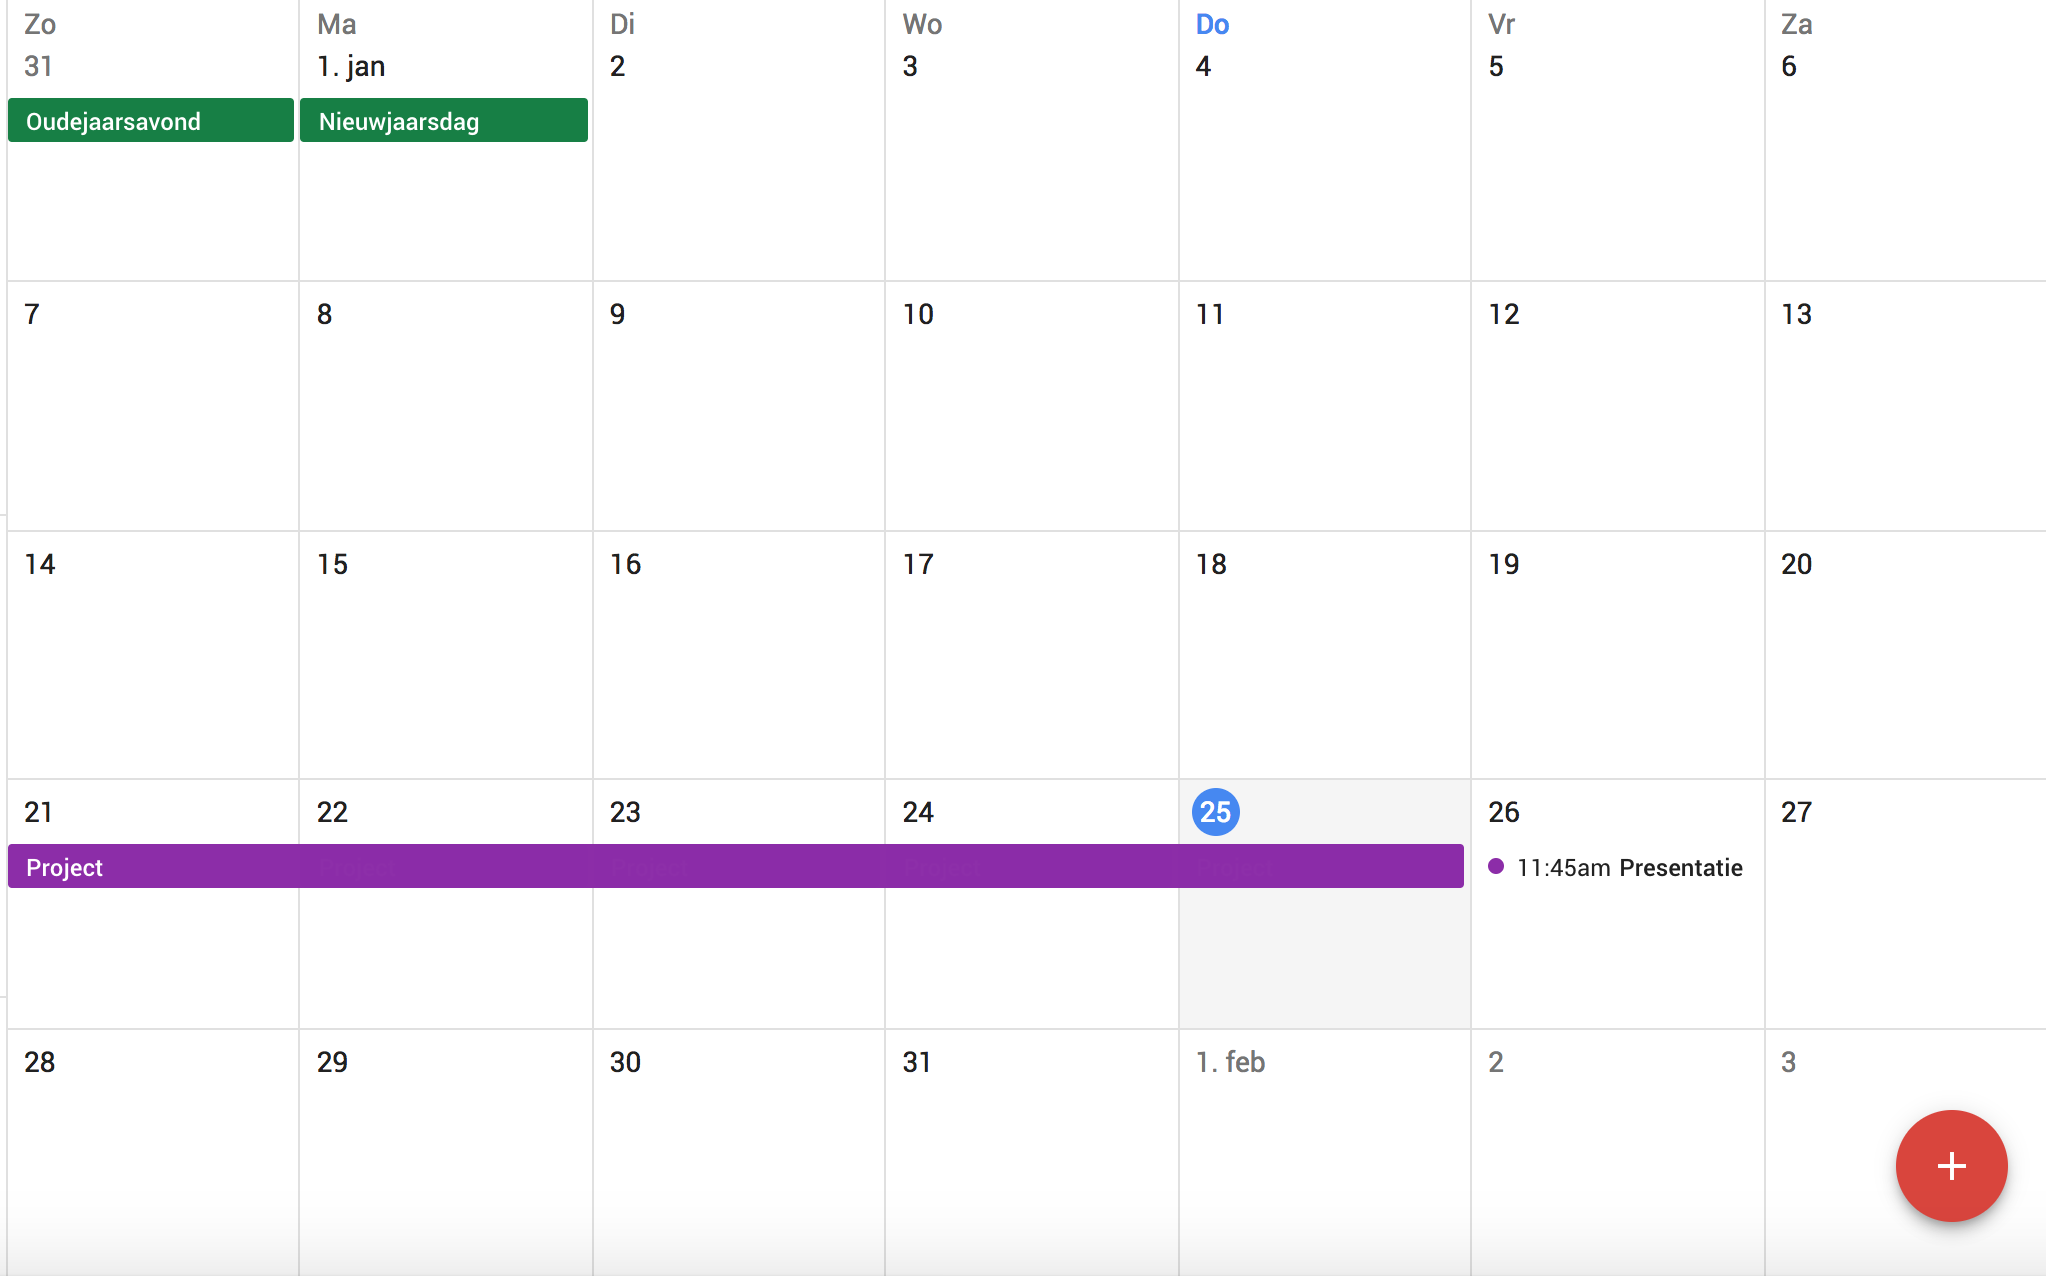 Zo Ma Di Wo Do Vr Za
31 1. jan 2 3 4 5 6
Oudejaarsavond Nieuwjaarsdag
7 8 9 10 11 12 13
14 15 16 17 18 19 20
21 22 23 24 25 26 27
Project 11:45am Presentatie
28 29 30 31 1. feb 2 3
+